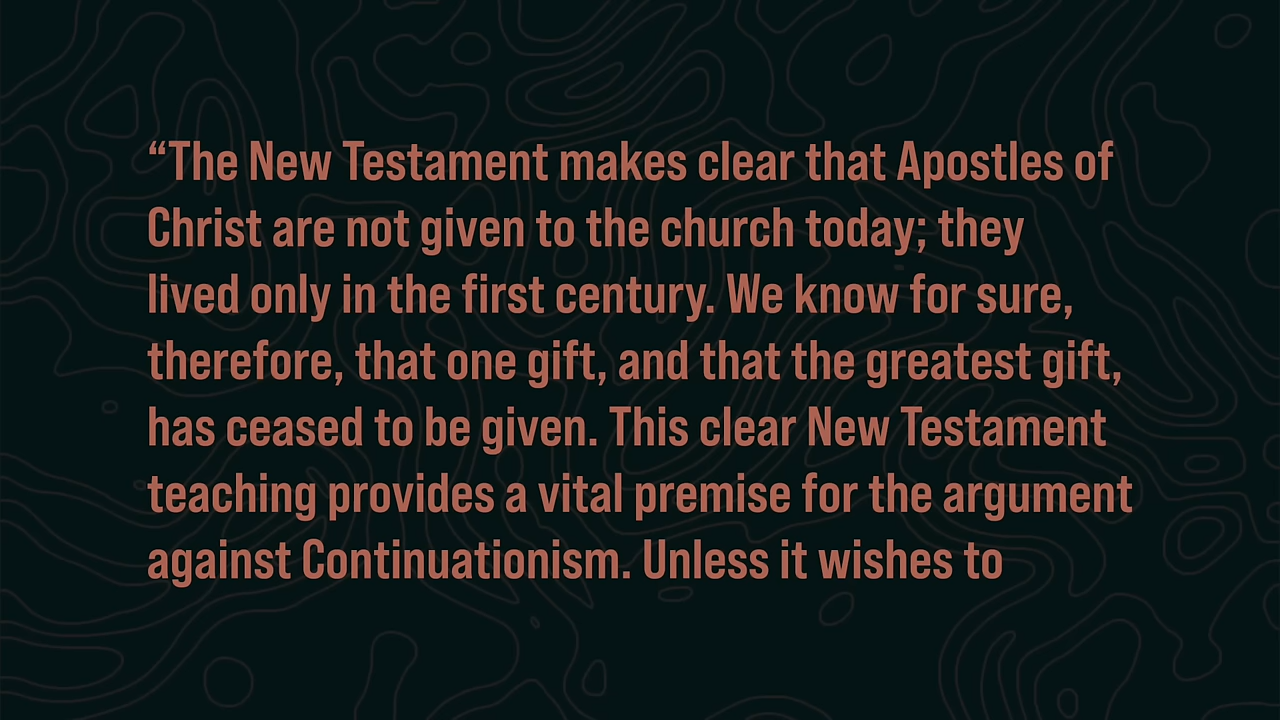 “The New Testament makes clear that Apostles of
Christ are not given to the church today; they
lived only in the first century. We know for sure,
therefore, that one gift, and that the greatest gift,
has ceased to be given. This clear New Testament
teaching provides a vital premise for the argument
against Continuationism. Unless it wishes to